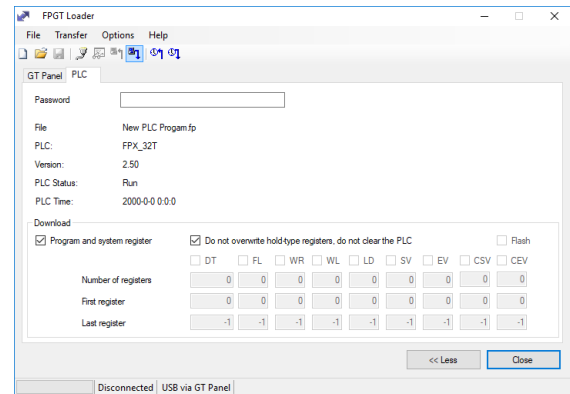 FPGT Loader
File Transfer Options Help
GT Panel PLC
Password
File New PLC Progam.fp
PLC: FPX_32T
Version: 2.50
PLC Status: Run
PLC Time: 2000-0-0 0:0:0
Download
Program and system register Do not overwrite hold-type registers, do not clear the PLC Flash
DT FL WR WL LD SV EV CSV CEV
Number of registers 0 0 0 0 0 0 0 0 0
First register 0 0 0 0 0 0 0 0 0
Last register -1 -1 -1 -1 -1 -1 -1 -1 -1
<< Less Close
Disconnected USB via GT Panel